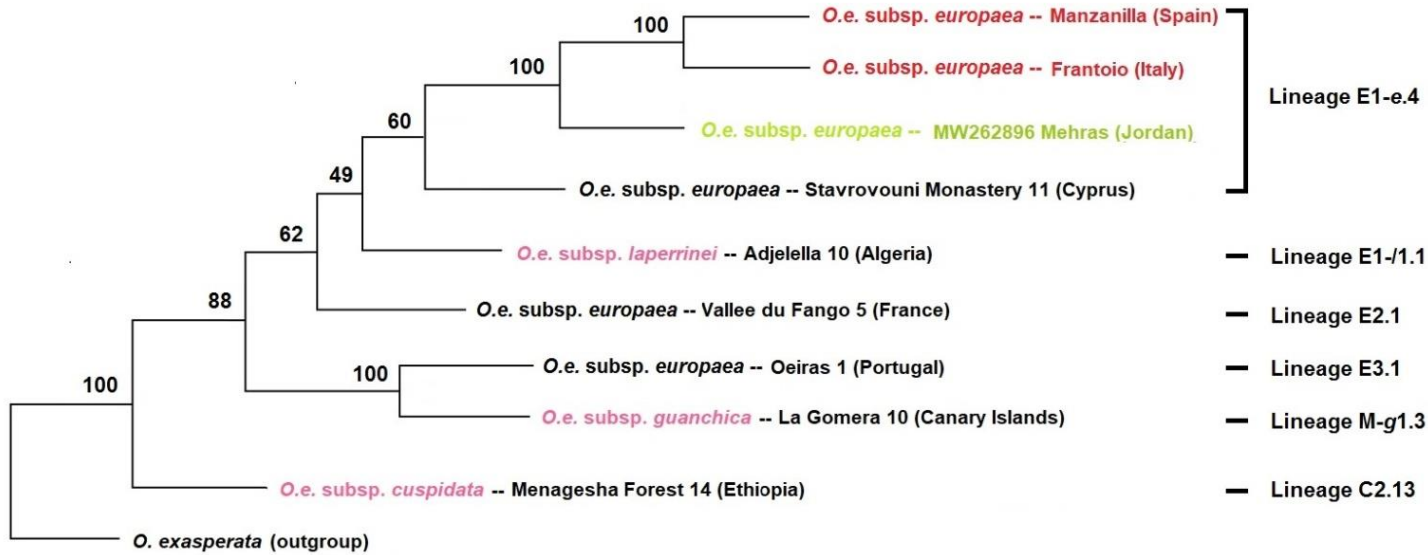 100
O.e. subsp. europaea -- Manzanilla (Spain)
100
O.e. subsp. europaea -- Frantoio (Italy)
Lineage E1-e.4
60
O.e. subsp. europaea -- MW262896 Mehras (Jordan)
49
O.e. subsp. europaea -- Stavrovouni Monastery 11 (Cyprus)
62
O.e. subsp. laperrinei -- Adjelella 10 (Algeria)
Lineage E1-/1.1
88
O.e. subsp. europaea -- Vallee du Fango 5 (France)
Lineage E2.1
100
O.e. subsp. europaea -- Oeiras 1 (Portugal)
Lineage E3.1
100
O.e. subsp. guanchica -- La Gomera 10 (Canary Islands)
Lineage M-g1.3
O.e. subsp. cuspidata -- Menagesha Forest 14 (Ethiopia)
Lineage C2.13
O. exasperata (outgroup)